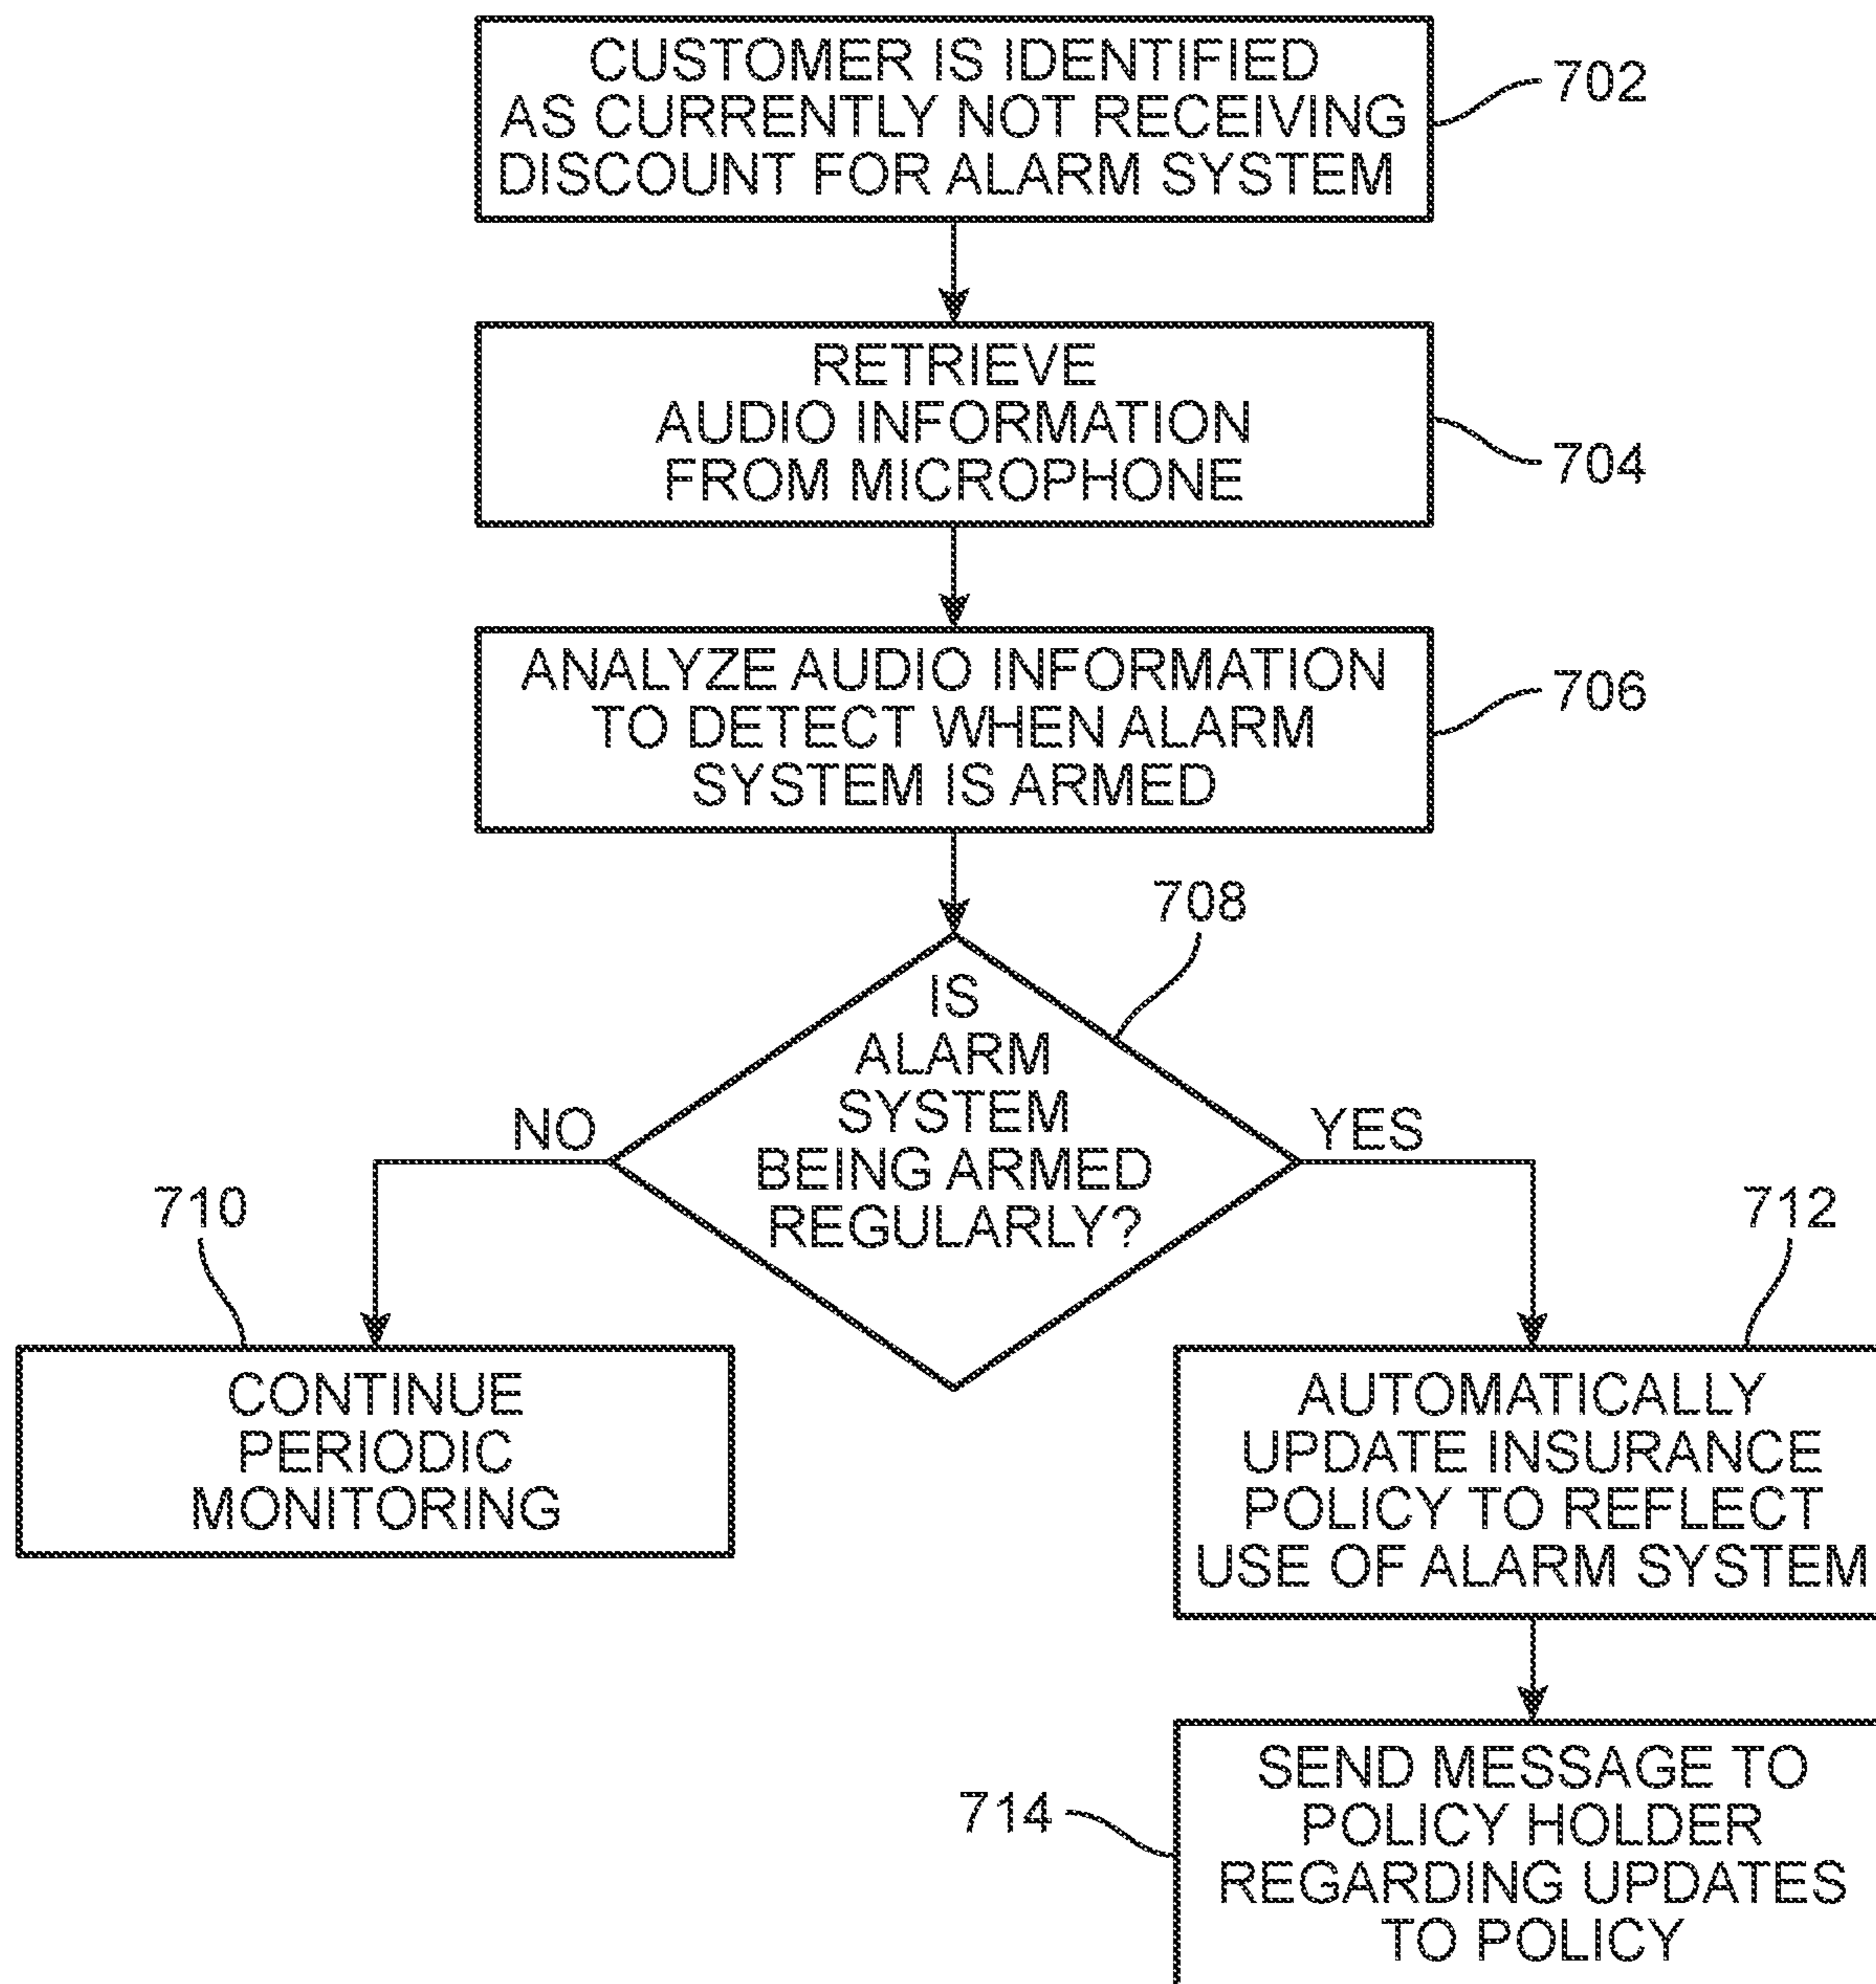 CUSTOMER IS IDENTIFIED
AS CURRENTLY NOT RECEIVING
DISCOUNT FOR ALARM SYSTEM
702
RETRIEVE
AUDIO INFORMATION
FROM MICROPHONE
704
ANALYZE AUDIO INFORMATION
TO DETECT WHEN ALARM
SYSTEM IS ARMED
706
708
IS
ALARM
SYSTEM
BEING ARMED
REGULARLY?
NO
YES
710
CONTINUE
PERIODIC
MONITORING
712
AUTOMATICALLY
UPDATE INSURANCE
POLICY TO REFLECT
USE OF ALARM SYSTEM
714
SEND MESSAGE TO
POLICY HOLDER
REGARDING UPDATES
TO POLICY